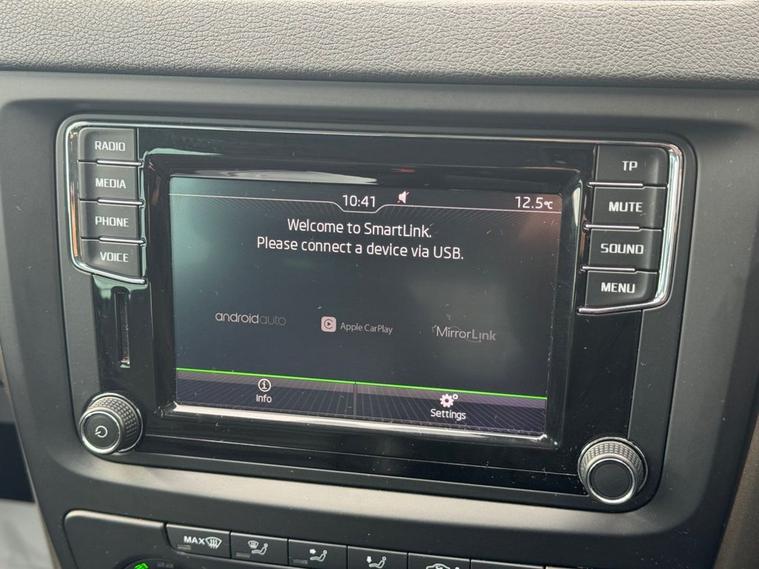 RADIO
MEDIA
PHONE
VOICE
10:41
12.5°C
Welcome to SmartLink.
Please connect a device via USB.
androidauto
Apple CarPlay
MirrorLink
Info
Settings
TP
MUTE
SOUND
MENU
MAX